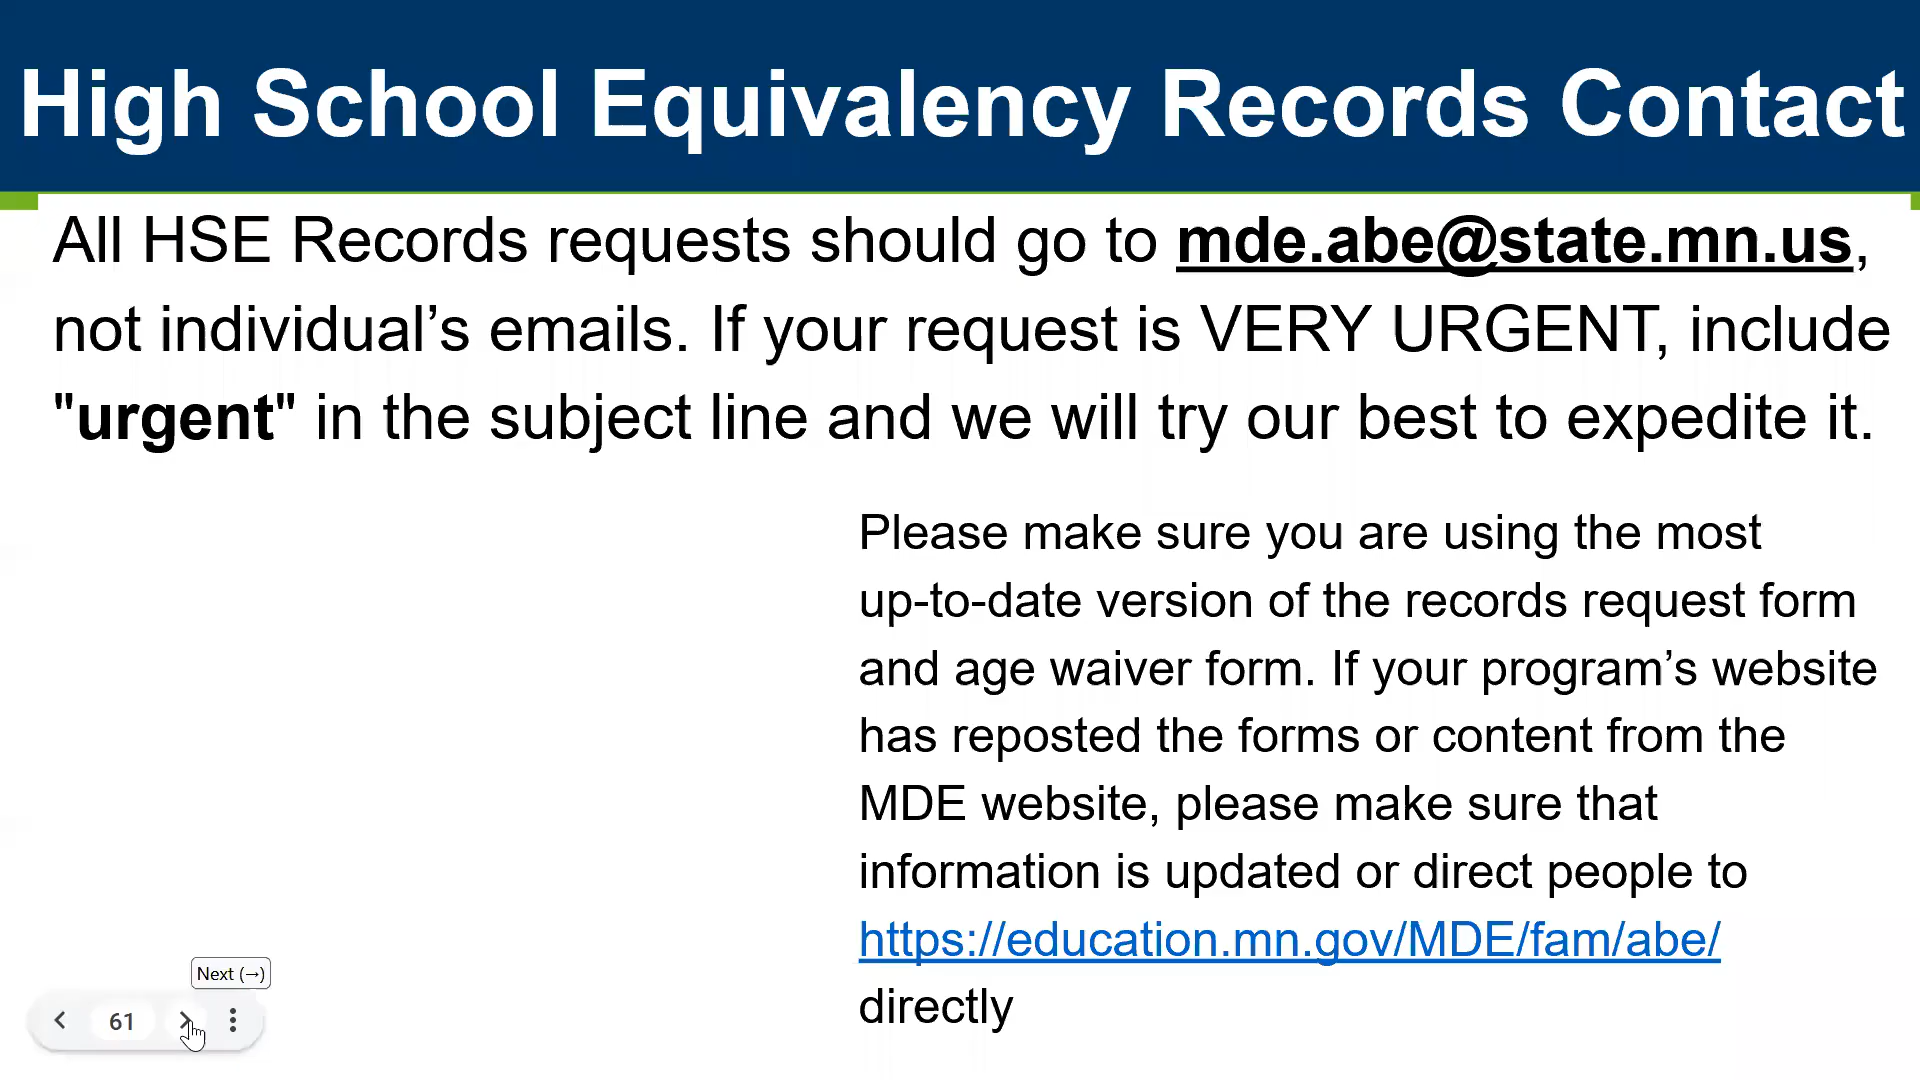 High School Equivalency Records Contact
All HSE Records requests should go to mde.abe@state.mn.us,
not individual’s emails. If your request is VERY URGENT, include
"urgent" in the subject line and we will try our best to expedite it.
Please make sure you are using the most
up-to-date version of the records request form
and age waiver form. If your program’s website
has reposted the forms or content from the
MDE website, please make sure that
information is updated or direct people to
https://education.mn.gov/MDE/fam/abe/
directly
Next (→)
61